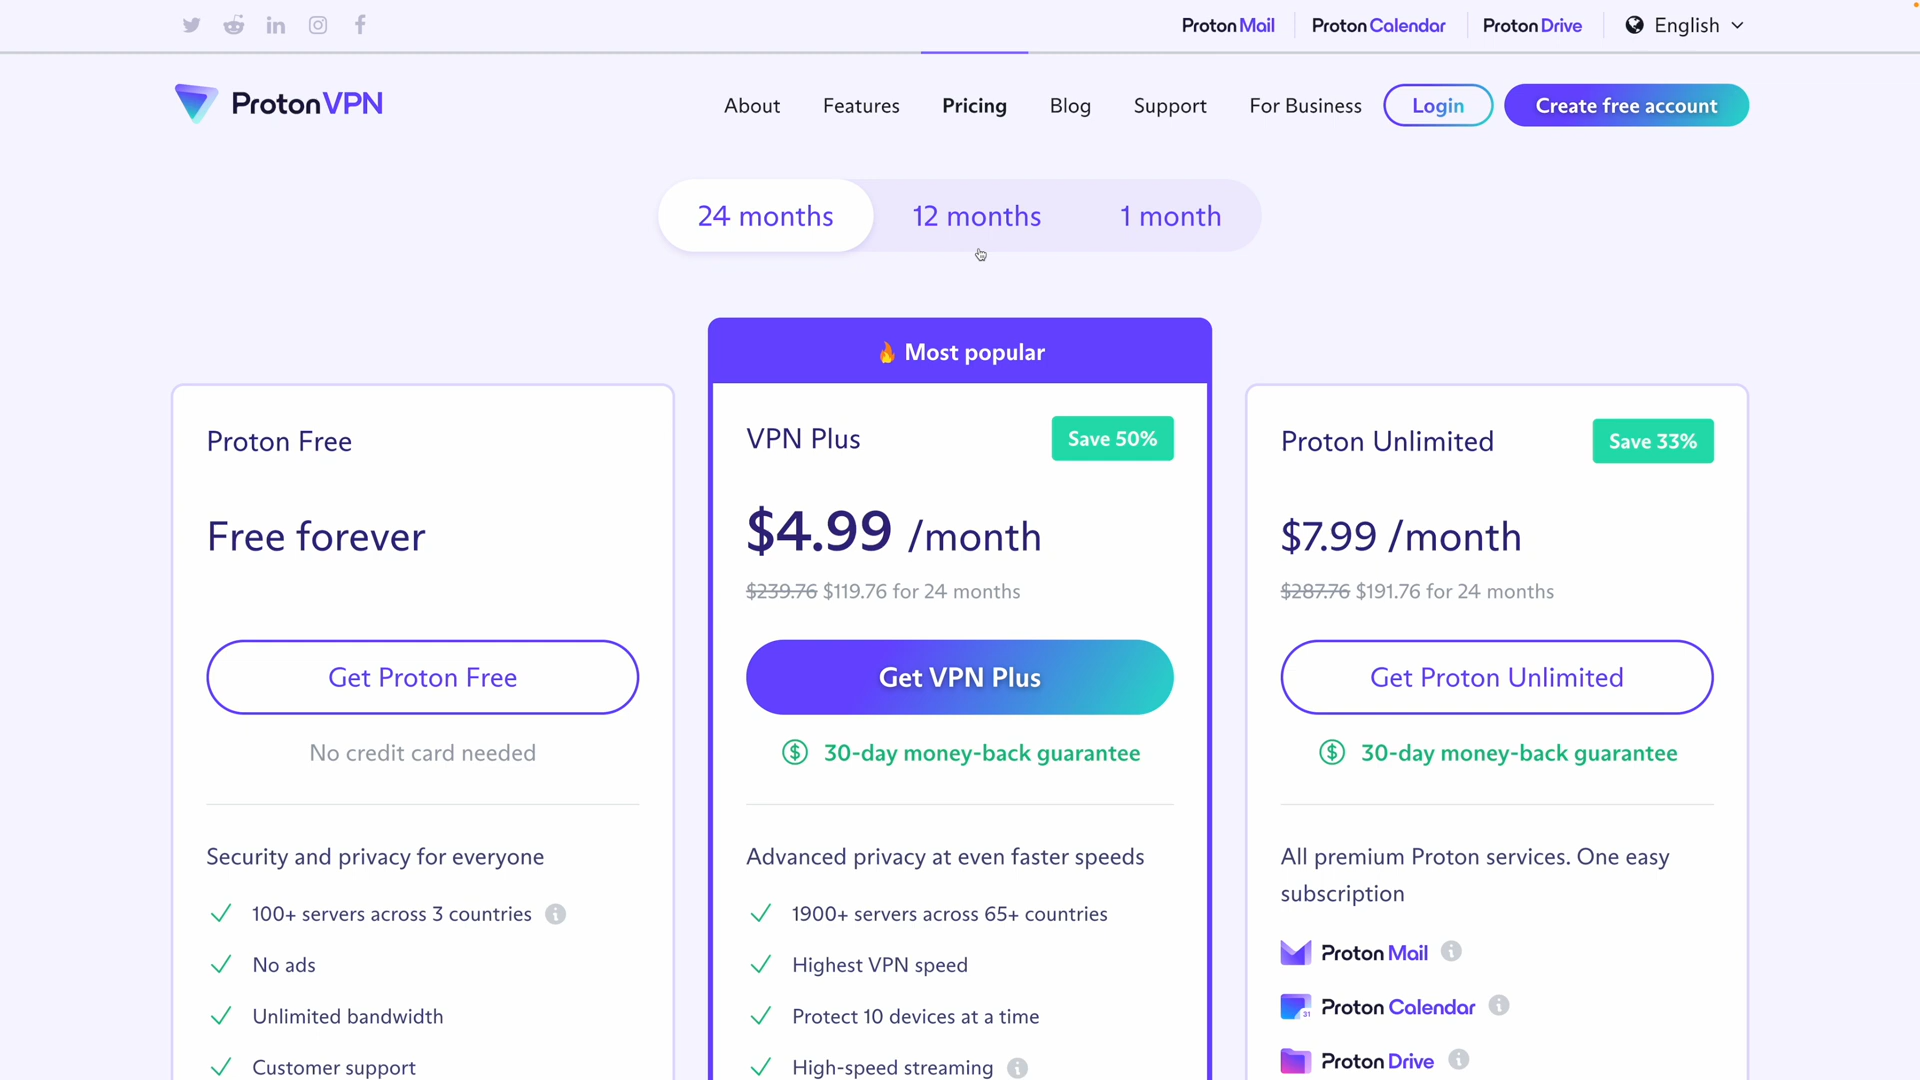 Proton Mail
Proton Calendar
Proton Drive
English
Proton VPN
About
Features
Pricing
Blog
Support
For Business
Login
Create free account
24 months
12 months
1 month
🔥 Most popular
Proton Free
Free forever
Get Proton Free
No credit card needed
Security and privacy for everyone
100+ servers across 3 countries
No ads
Unlimited bandwidth
Customer support
VPN Plus
Save 50%
$4.99 /month
$239.76 $119.76 for 24 months
Get VPN Plus
30-day money-back guarantee
Advanced privacy at even faster speeds
1900+ servers across 65+ countries
Highest VPN speed
Protect 10 devices at a time
High-speed streaming
Proton Unlimited
Save 33%
$7.99 /month
$287.76 $191.76 for 24 months
Get Proton Unlimited
30-day money-back guarantee
All premium Proton services. One easy
subscription
Proton Mail
31
Proton Calendar
Proton Drive